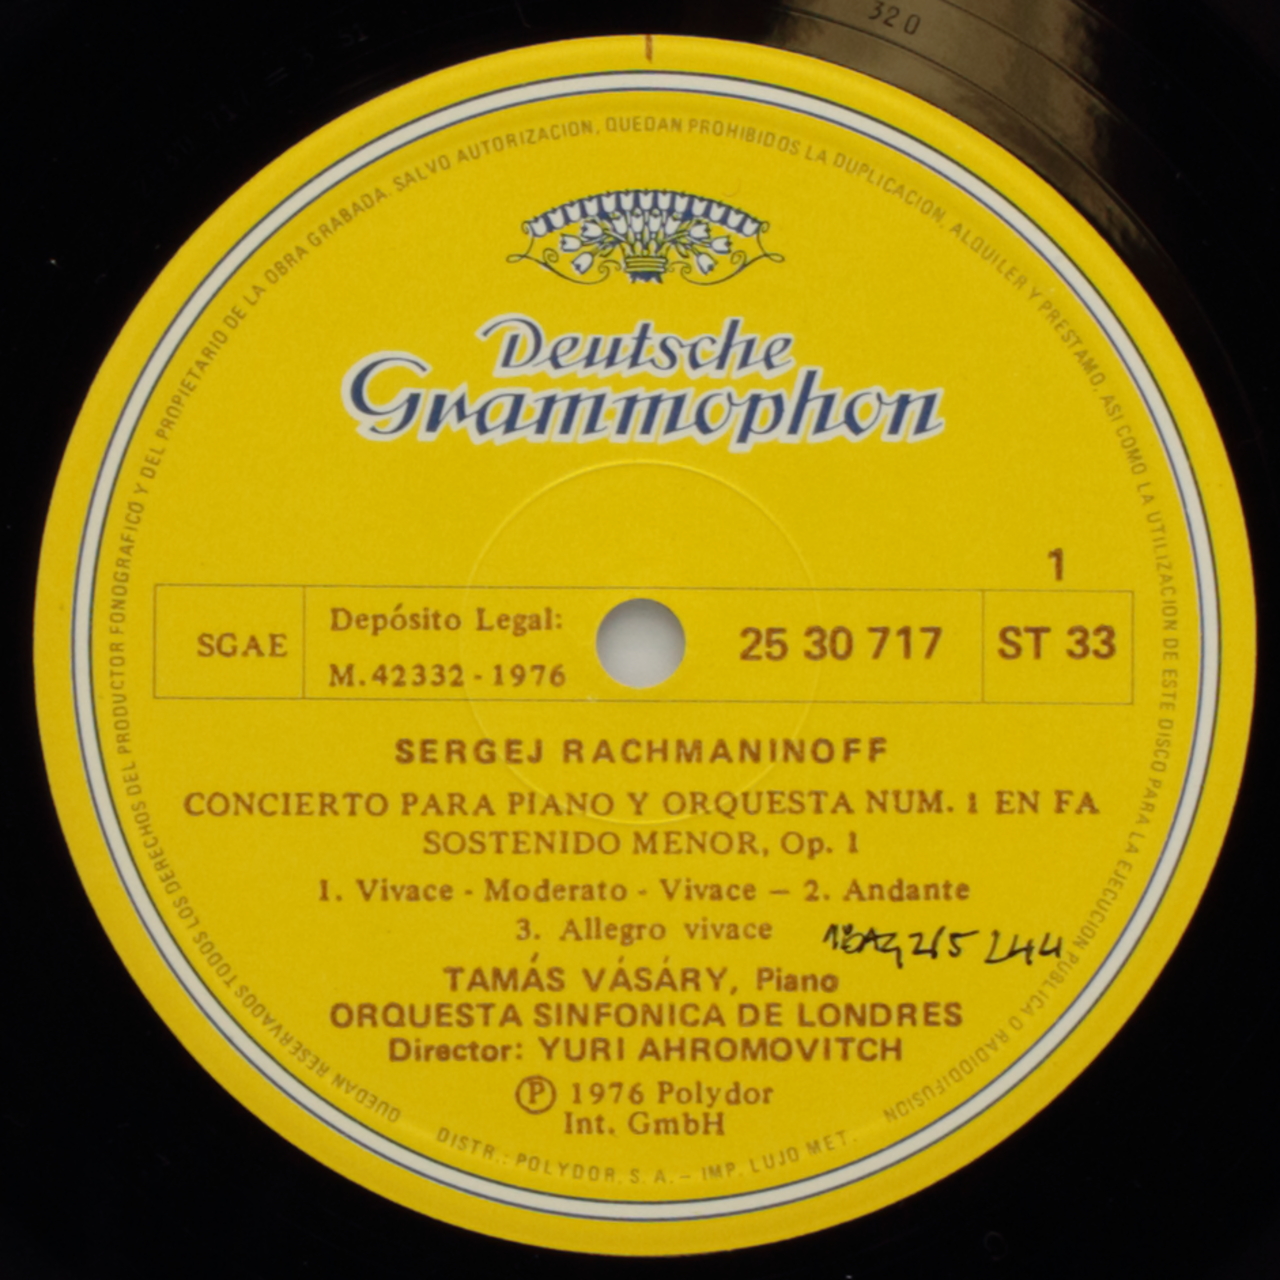 320
QUEDAN RESERVADOS TODOS LOS DERECHOS DEL PRODUCTOR FONOGRAFICO Y DEL PROPIETARIO DE LA OBRA GRABADA. SALVO AUTORIZACION, QUEDAN PROHIBIDOS LA DUPLICACION, ALQUILER Y PRESTAMO, ASI COMO LA UTILIZACION DE ESTE DISCO PARA LA EJECUCION PUBLICA O RADIODIFUSION
Deutsche
Grammophon
1
SGAE
Depósito Legal:
M.42332-1976
25 30 717
ST 33
SERGEJ RACHMANINOFF
CONCIERTO PARA PIANO Y ORQUESTA NUM. 1 EN FA
SOSTENIDO MENOR, Op. 1
1. Vivace - Moderato - Vivace — 2. Andante
3. Allegro vivace
TAMÁS VÁSÁRY, Piano
ORQUESTA SINFONICA DE LONDRES
Director: YURI AHROMOVITCH
Ⓟ 1976 Polydor
Int. GmbH
DISTR.: POLYDOR, S. A. — IMP. LUJO MET.